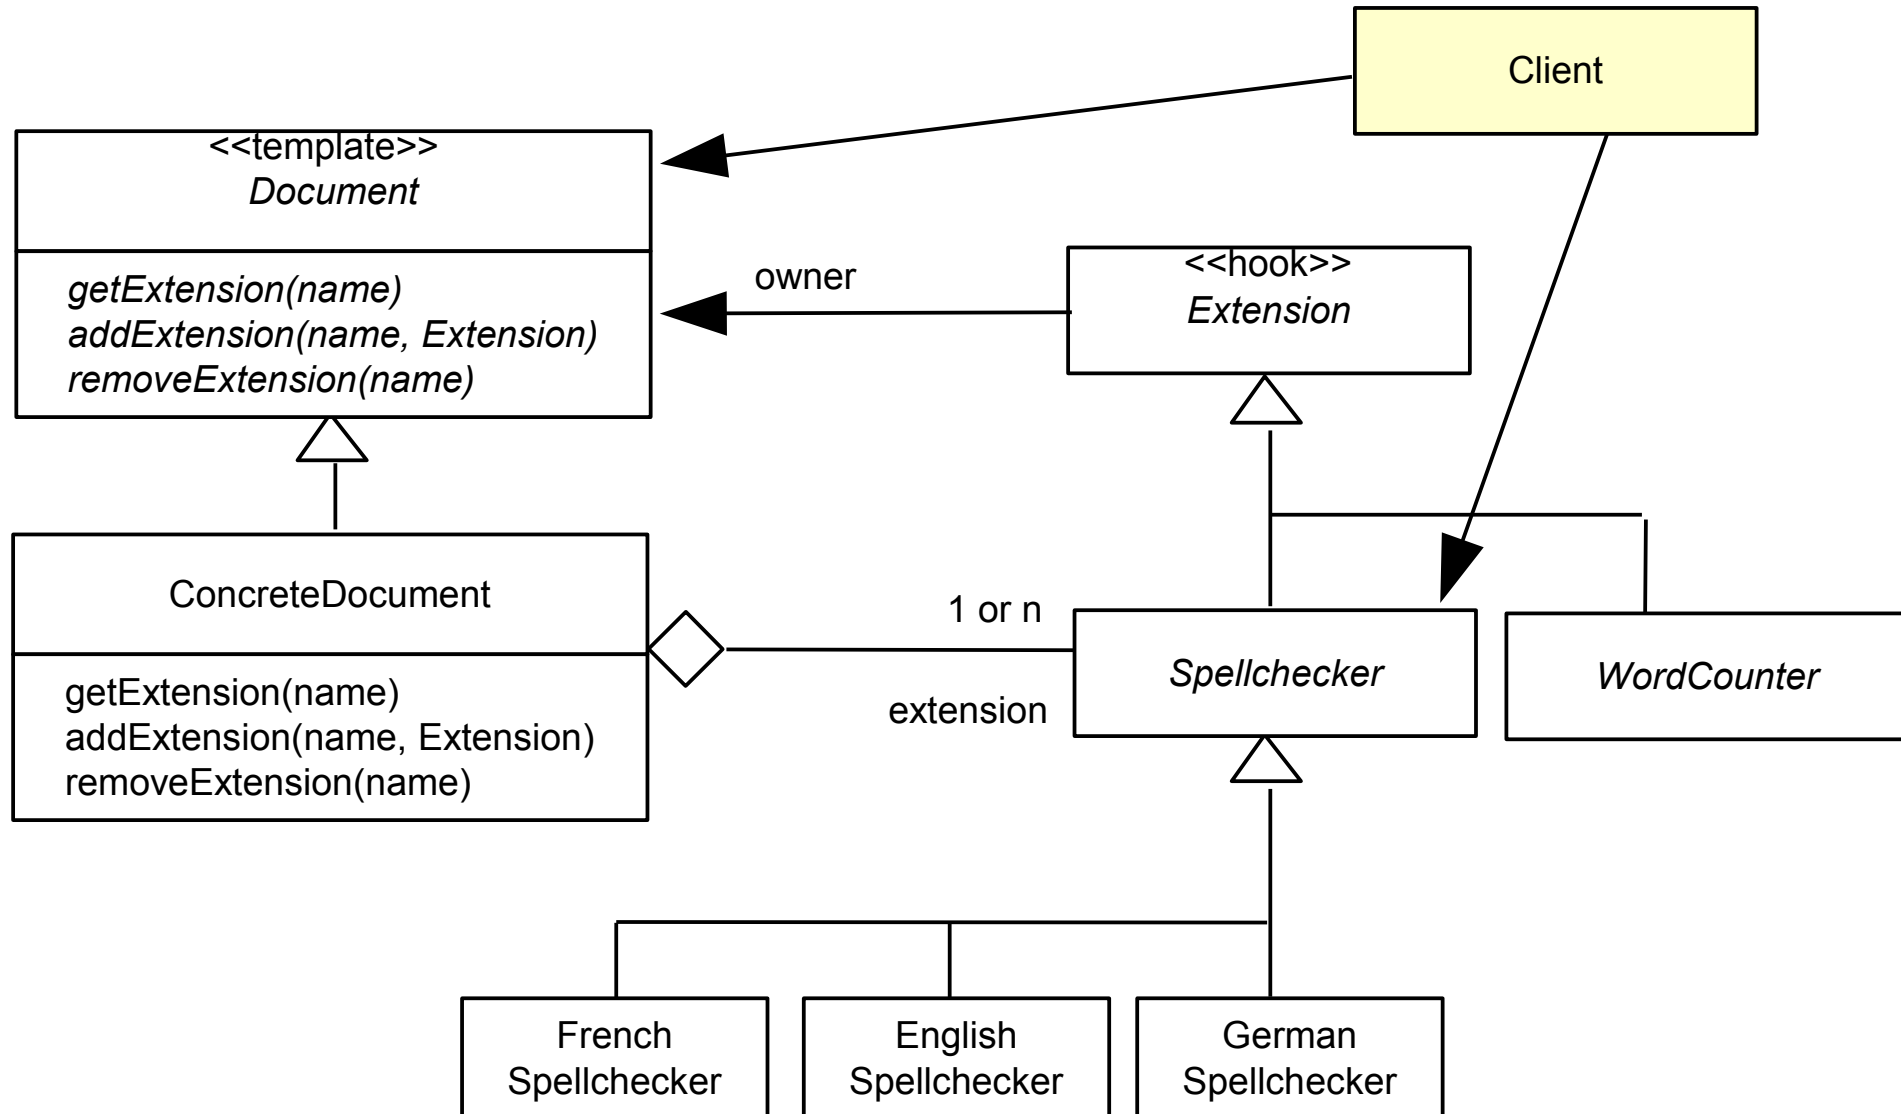 Client
<<template>>
Document
getExtension(name)
addExtension(name, Extension)
removeExtension(name)
owner
<<hook>>
Extension
ConcreteDocument
getExtension(name)
addExtension(name, Extension)
removeExtension(name)
1 or n
extension
Spellchecker
WordCounter
French
Spellchecker
English
Spellchecker
German
Spellchecker